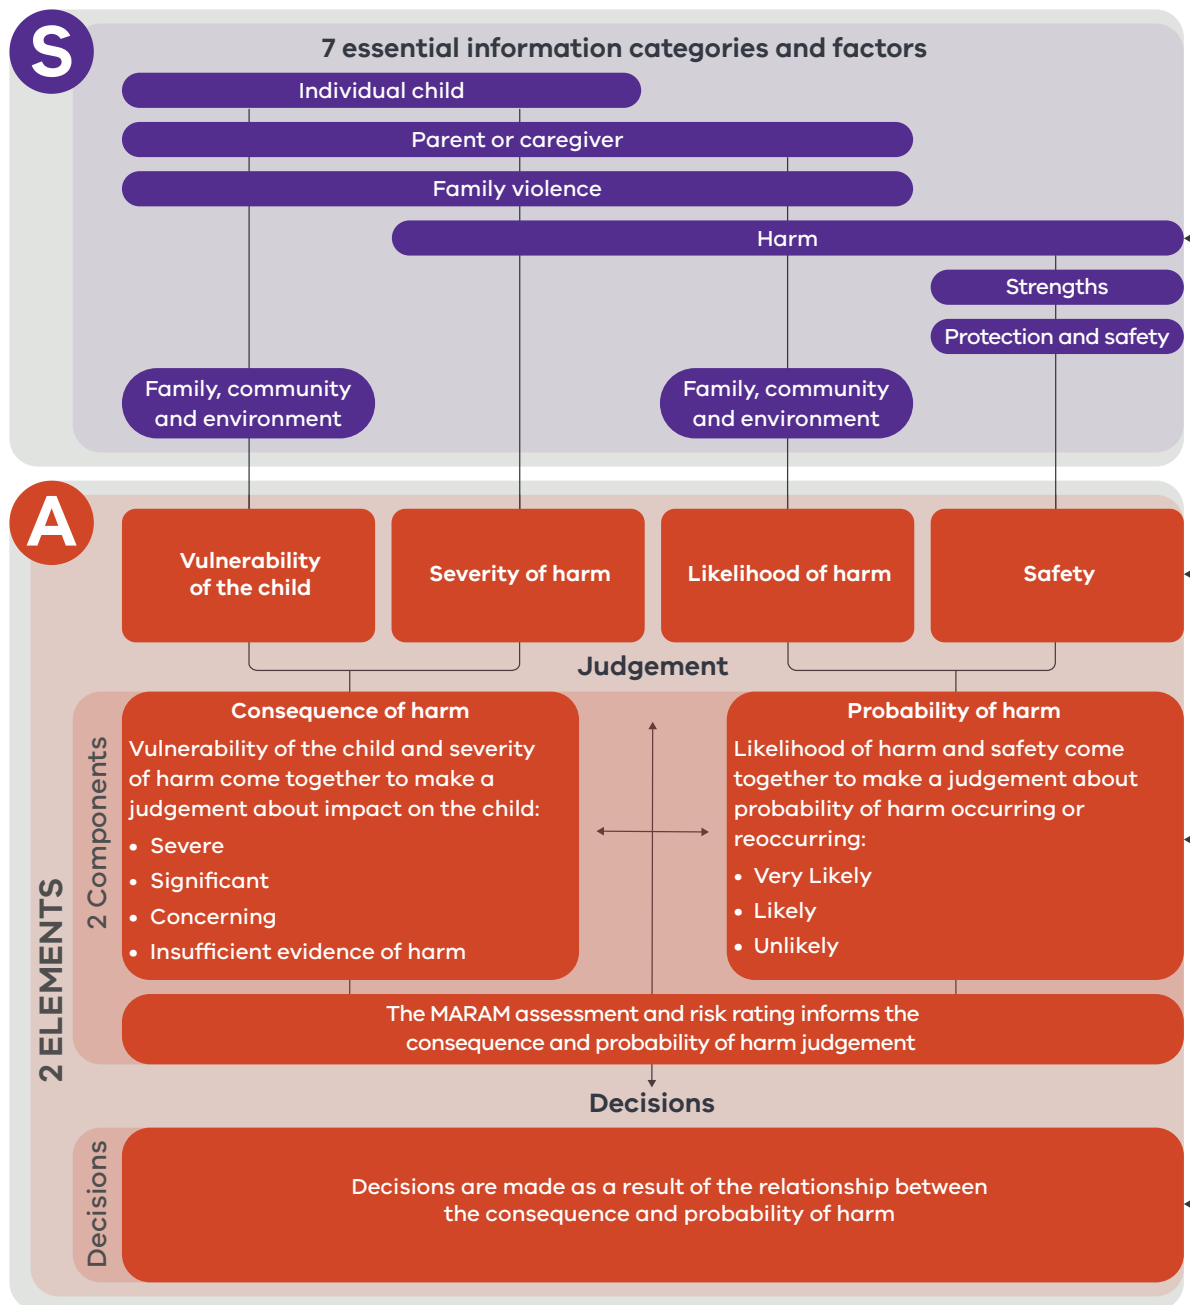 S
7 essential information categories and factors
Individual child
Parent or caregiver
Family violence
Harm
Strengths
Protection and safety
Family, community
and environment
Family, community
and environment
A
Vulnerability
of the child
Severity of harm
Likelihood of harm
Safety
Judgement
2 ELEMENTS
2 Components
Consequence of harm
Vulnerability of the child and severity
of harm come together to make a
judgement about impact on the child:
• Severe
• Significant
• Concerning
• Insufficient evidence of harm
Probability of harm
Likelihood of harm and safety come
together to make a judgement about
probability of harm occurring or
reoccurring:
• Very Likely
• Likely
• Unlikely
The MARAM assessment and risk rating informs the
consequence and probability of harm judgement
Decisions
Decisions
Decisions are made as a result of the relationship between
the consequence and probability of harm